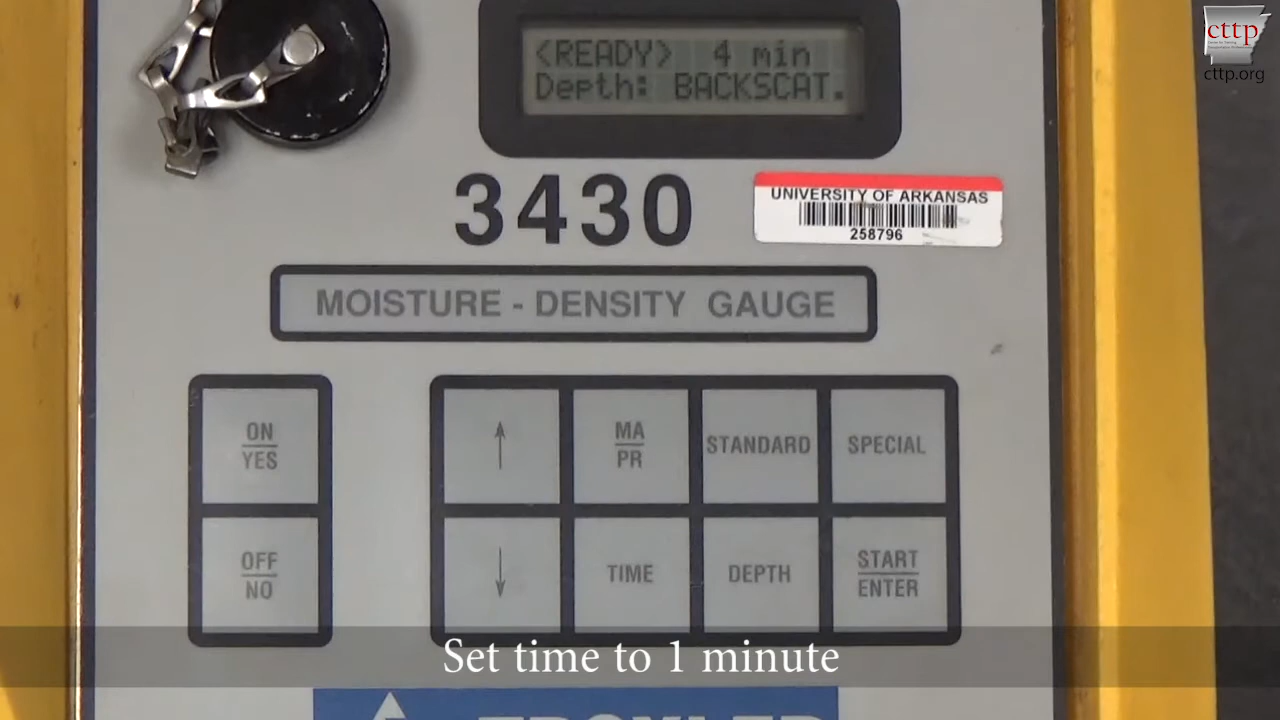 <READY> 4 min
Depth: BACKSCAT.
cttp
cttp.org
3430
UNIVERSITY OF ARKANSAS
258796
MOISTURE - DENSITY GAUGE
ON
YES
↑
MA
PR
STANDARD
SPECIAL
OFF
NO
↓
TIME
DEPTH
START
ENTER
Set time to 1 minute
TROXLER